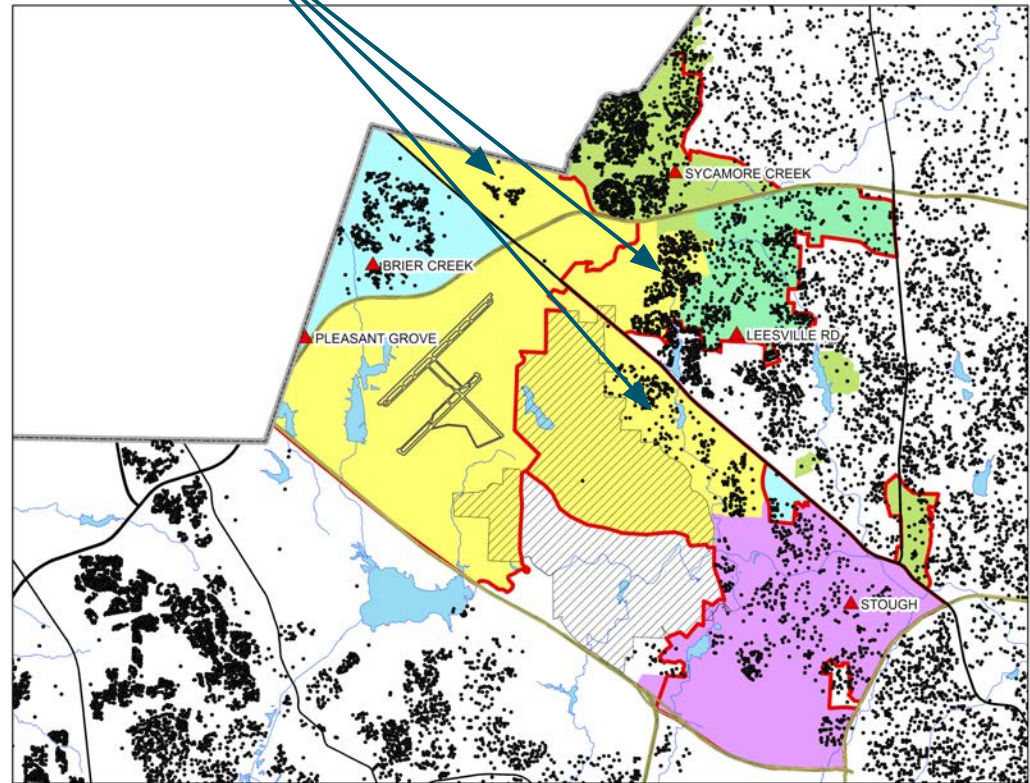 SYCAMORE CREEK
BRIER CREEK
PLEASANT GROVE
LEESVILLE RD
STOUGH